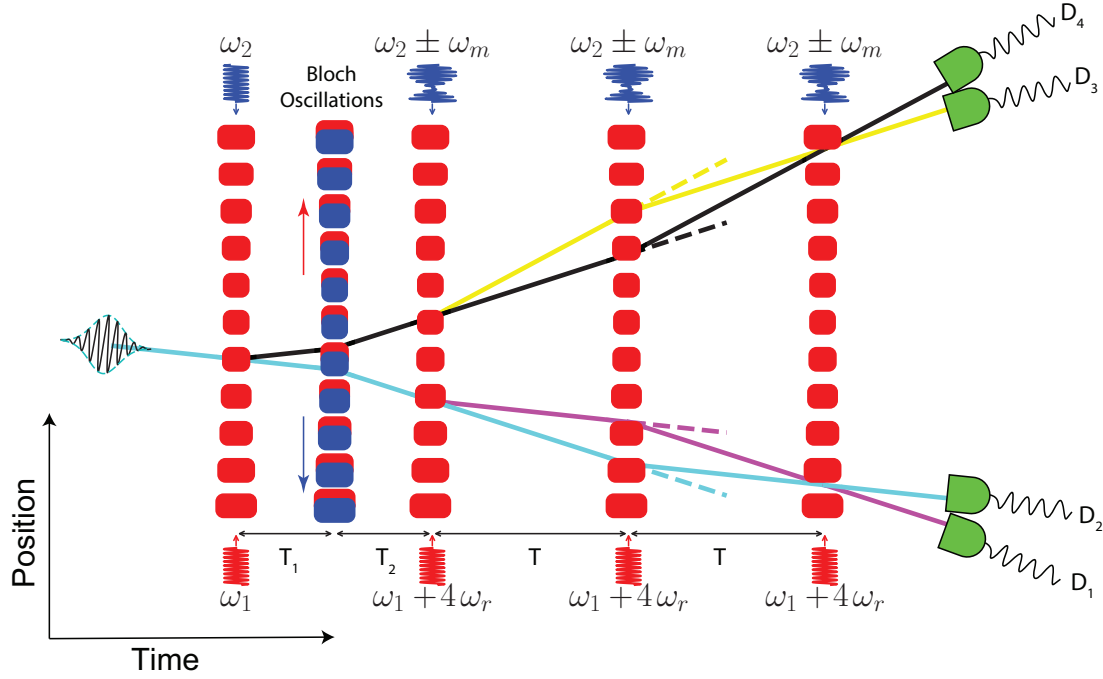 D₄
ω₂ ω₂ ± ωₘ ω₂ ± ωₘ ω₂ ± ωₘ
Bloch
Oscillations
D₃
D₂
D₁
T₁ T₂ T T
ω₁ ω₁ + 4ωᵣ ω₁ + 4ωᵣ ω₁ + 4ωᵣ
Position
Time